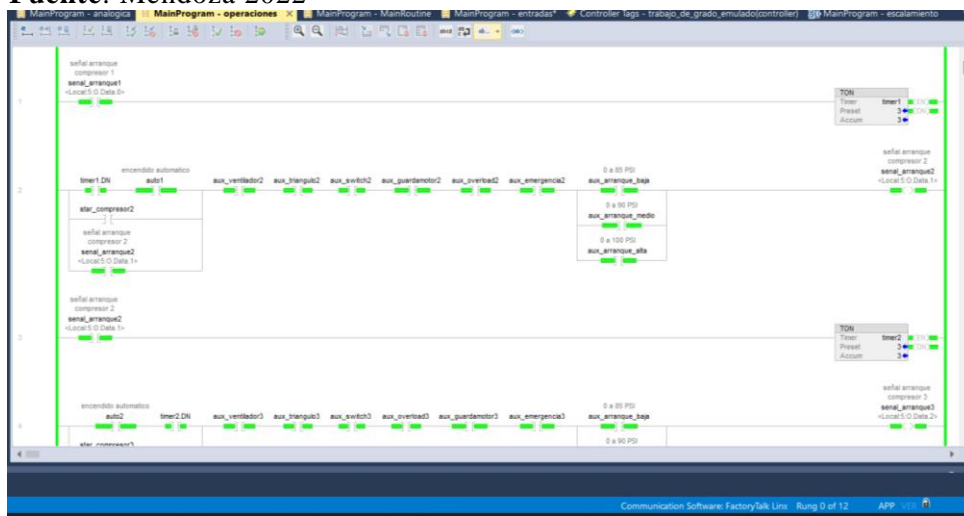 Fuente: Mendoza 2022
MainProgram - analogica
MainProgram - operaciones
MainProgram - MainRoutine
MainProgram - entradas*
Controller Tags - trabajo_de_grado_emulado(controller)
MainProgram - escalamiento
señal arranque
compresor 1
senal_arranque1
<Local:5:O.Data.0>
1
TON
Timer timer1 EN
Preset 3 DN
Accum 3
señal arranque
compresor 2
senal_arranque2
<Local:5:O.Data.1>
encendido automatico
timer1.DN auto1 aux_ventilador2 aux_triangulo2 aux_switch2 aux_guardamotor2 aux_overload2 aux_emergencia2
0 a 85 PSI
aux_arranque_baja
2
star_compresor2
0 a 90 PSI
aux_arranque_medio
señal arranque
compresor 2
senal_arranque2
<Local:5:O.Data.1>
0 a 100 PSI
aux_arranque_alta
señal arranque
compresor 2
senal_arranque2
<Local:5:O.Data.1>
3
TON
Timer timer2 EN
Preset 3 DN
Accum 3
señal arranque
compresor 3
senal_arranque3
<Local:5:O.Data.2>
encendido automatico
auto2 timer2.DN aux_ventilador3 aux_triangulo3 aux_switch3 aux_overload3 aux_guardamotor3 aux_emergencia3
0 a 85 PSI
aux_arranque_baja
4
star_compresor3
0 a 90 PSI
Communication Software: FactoryTalk Linx Rung 0 of 12 APP VER